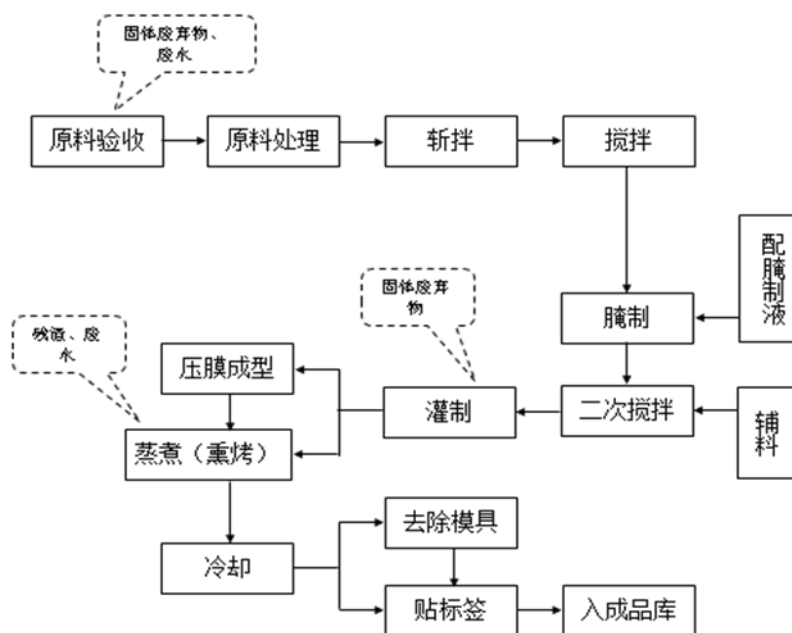 固体废弃物、
废水
原料验收
原料处理
斩拌
搅拌
配腌制液
腌制
固体废弃
物
残渣、废
水
压膜成型
灌制
二次搅拌
辅料
蒸煮（熏烤）
去除模具
冷却
贴标签
入成品库